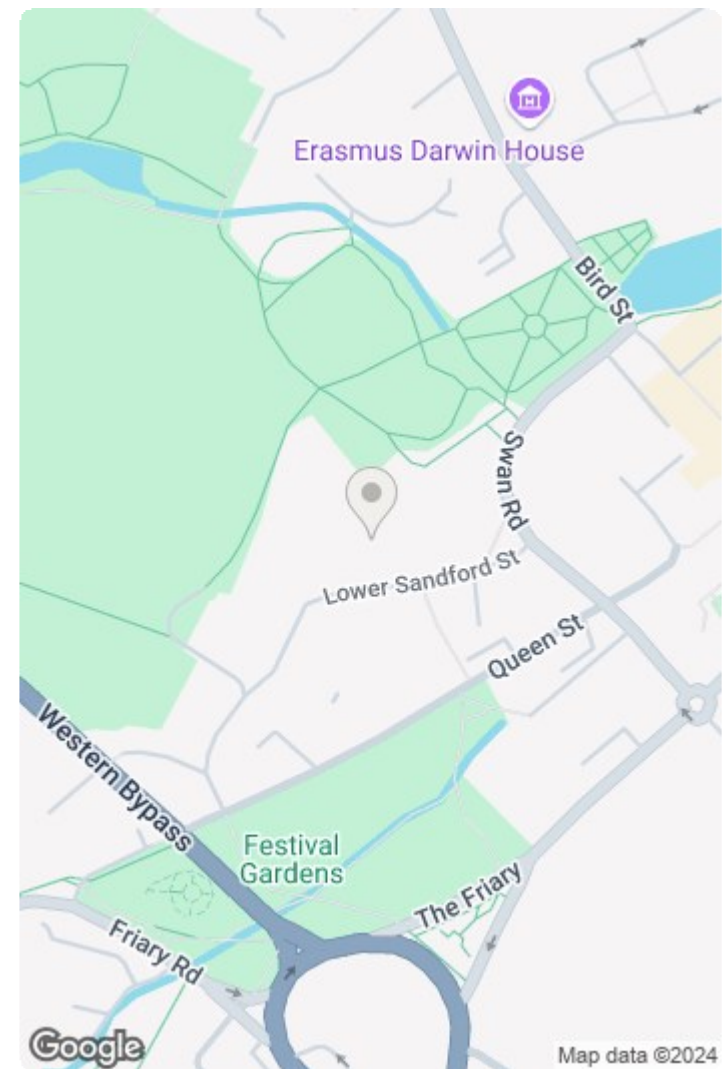 Erasmus Darwin House
Bird St
Swan Rd
Lower Sandford St
Queen St
Western Bypass
Festival
Gardens
The Friary
Friary Rd
Google
Map data ©2024